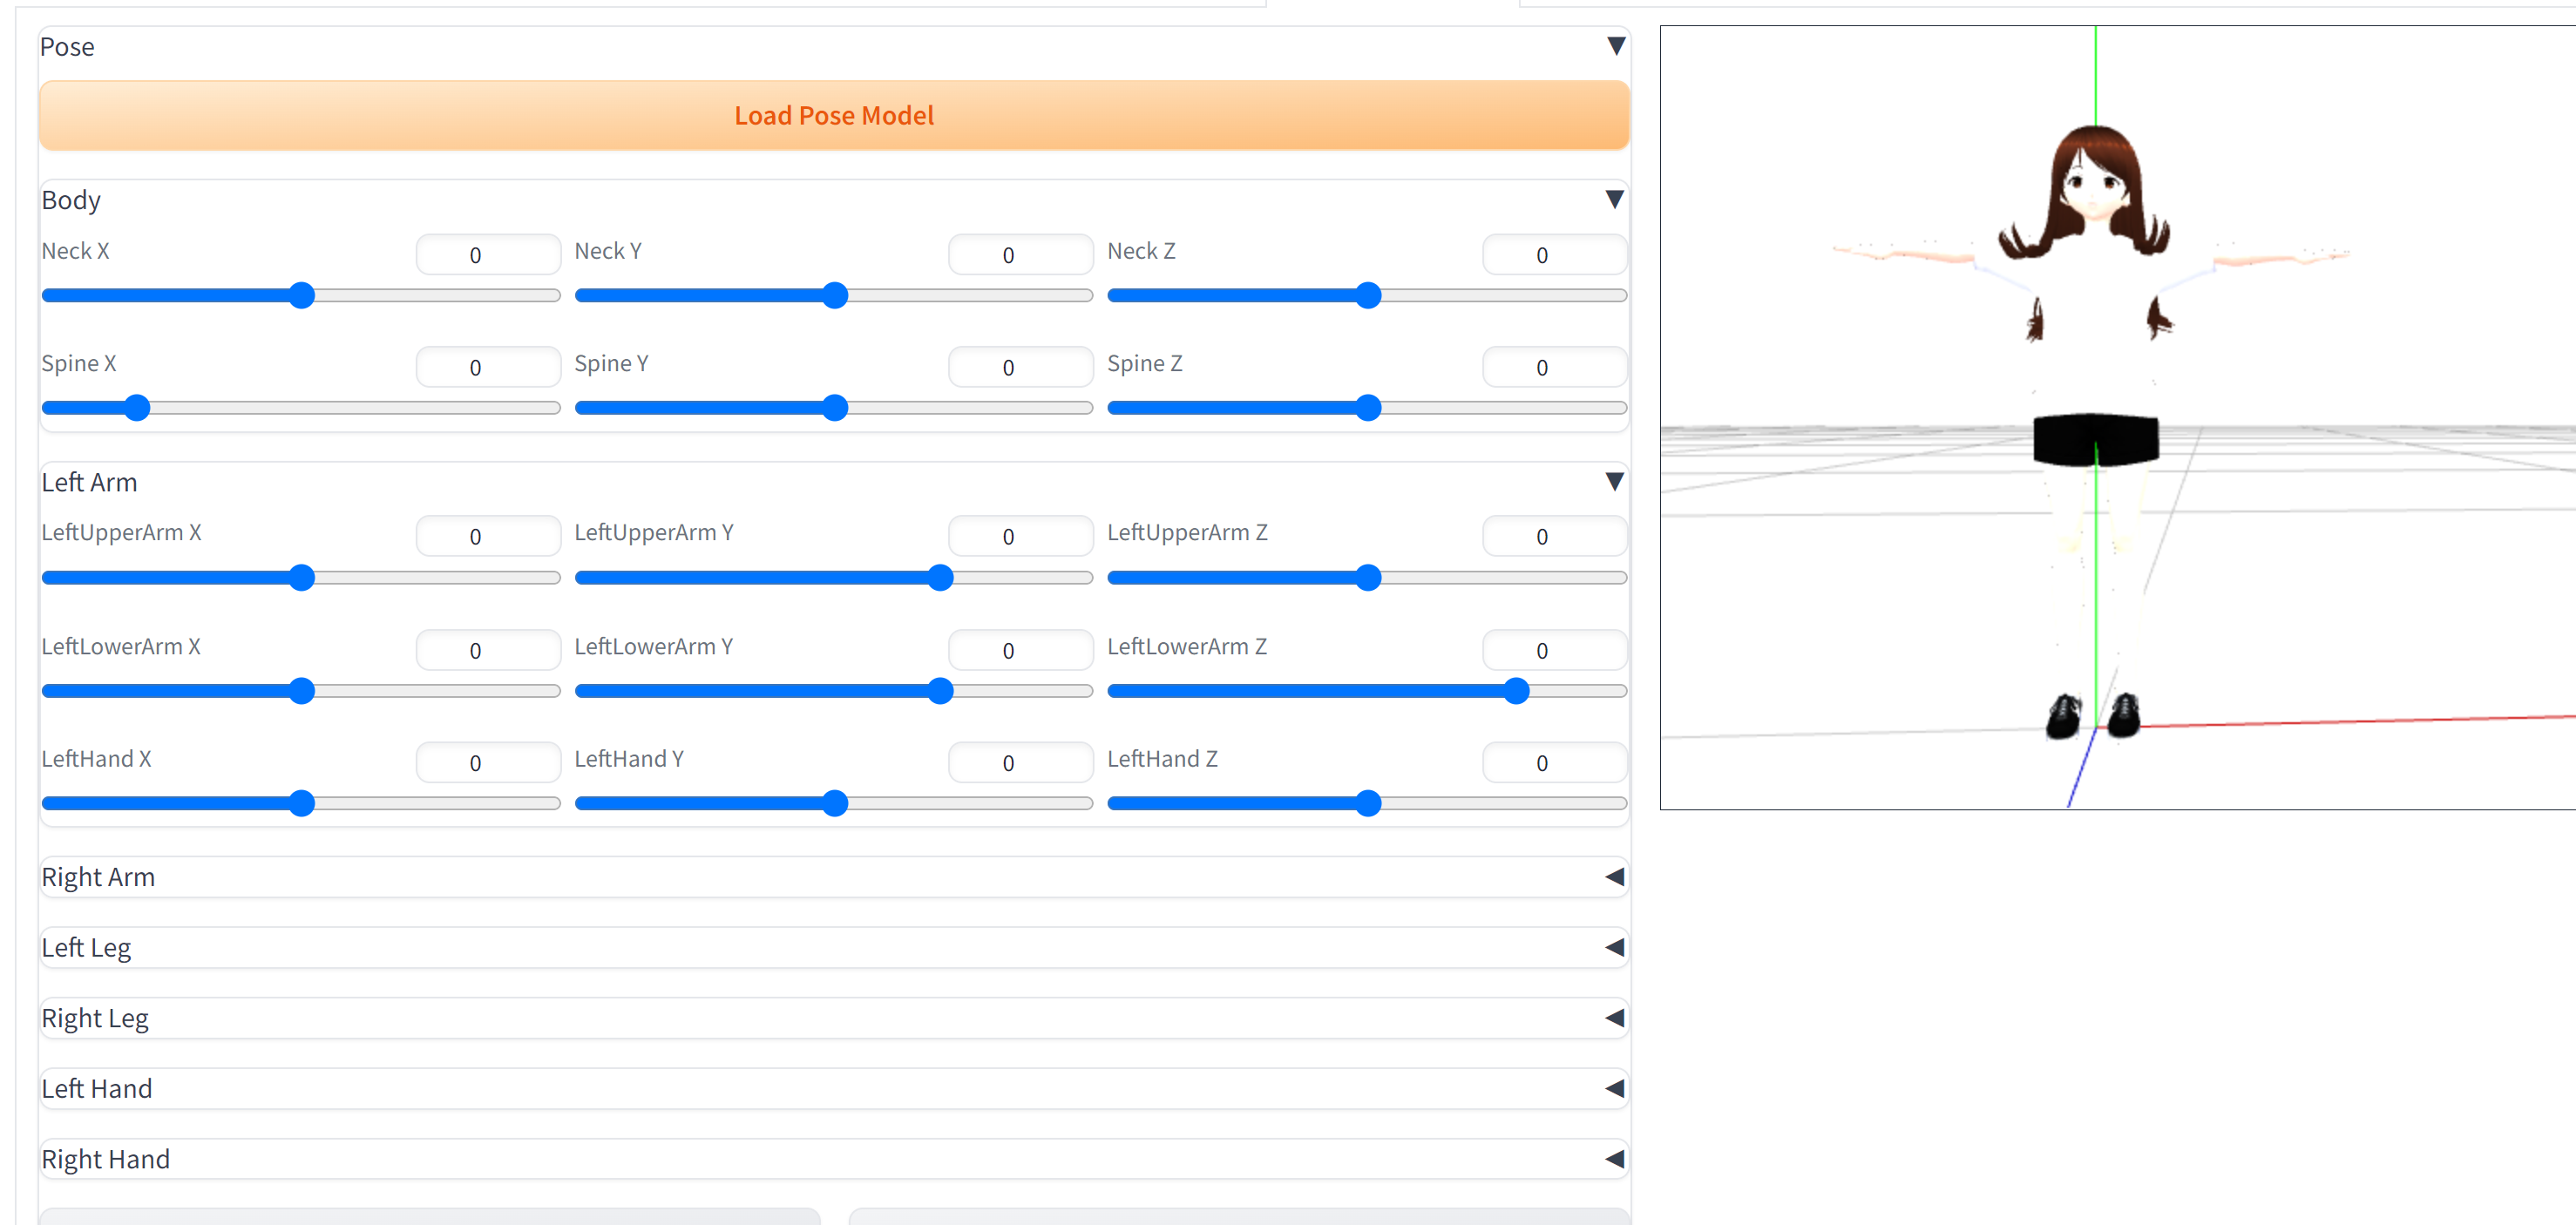 Pose
Load Pose Model
Body
Neck X 0 Neck Y 0 Neck Z 0
Spine X 0 Spine Y 0 Spine Z 0
Left Arm
LeftUpperArm X 0 LeftUpperArm Y 0 LeftUpperArm Z 0
LeftLowerArm X 0 LeftLowerArm Y 0 LeftLowerArm Z 0
LeftHand X 0 LeftHand Y 0 LeftHand Z 0
Right Arm
Left Leg
Right Leg
Left Hand
Right Hand